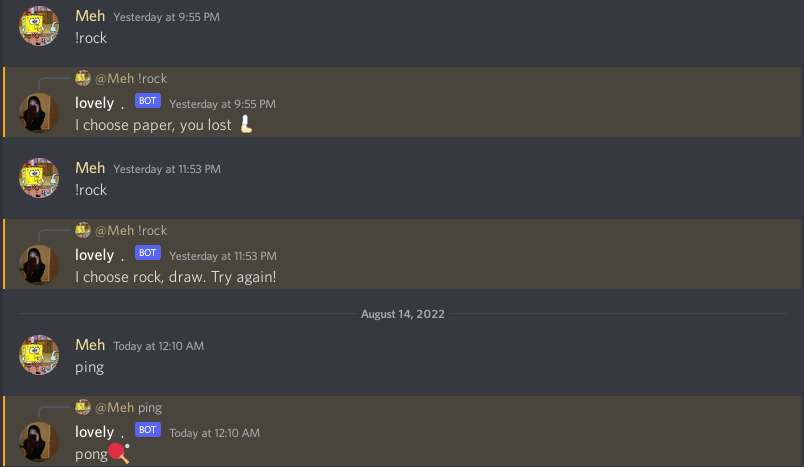 Meh Yesterday at 9:55 PM
!rock
@Meh !rock
lovely . BOT Yesterday at 9:55 PM
I choose paper, you lost
Meh Yesterday at 11:53 PM
!rock
@Meh !rock
lovely . BOT Yesterday at 11:53 PM
I choose rock, draw. Try again!
August 14, 2022
Meh Today at 12:10 AM
ping
@Meh ping
lovely . BOT Today at 12:10 AM
pong🏓